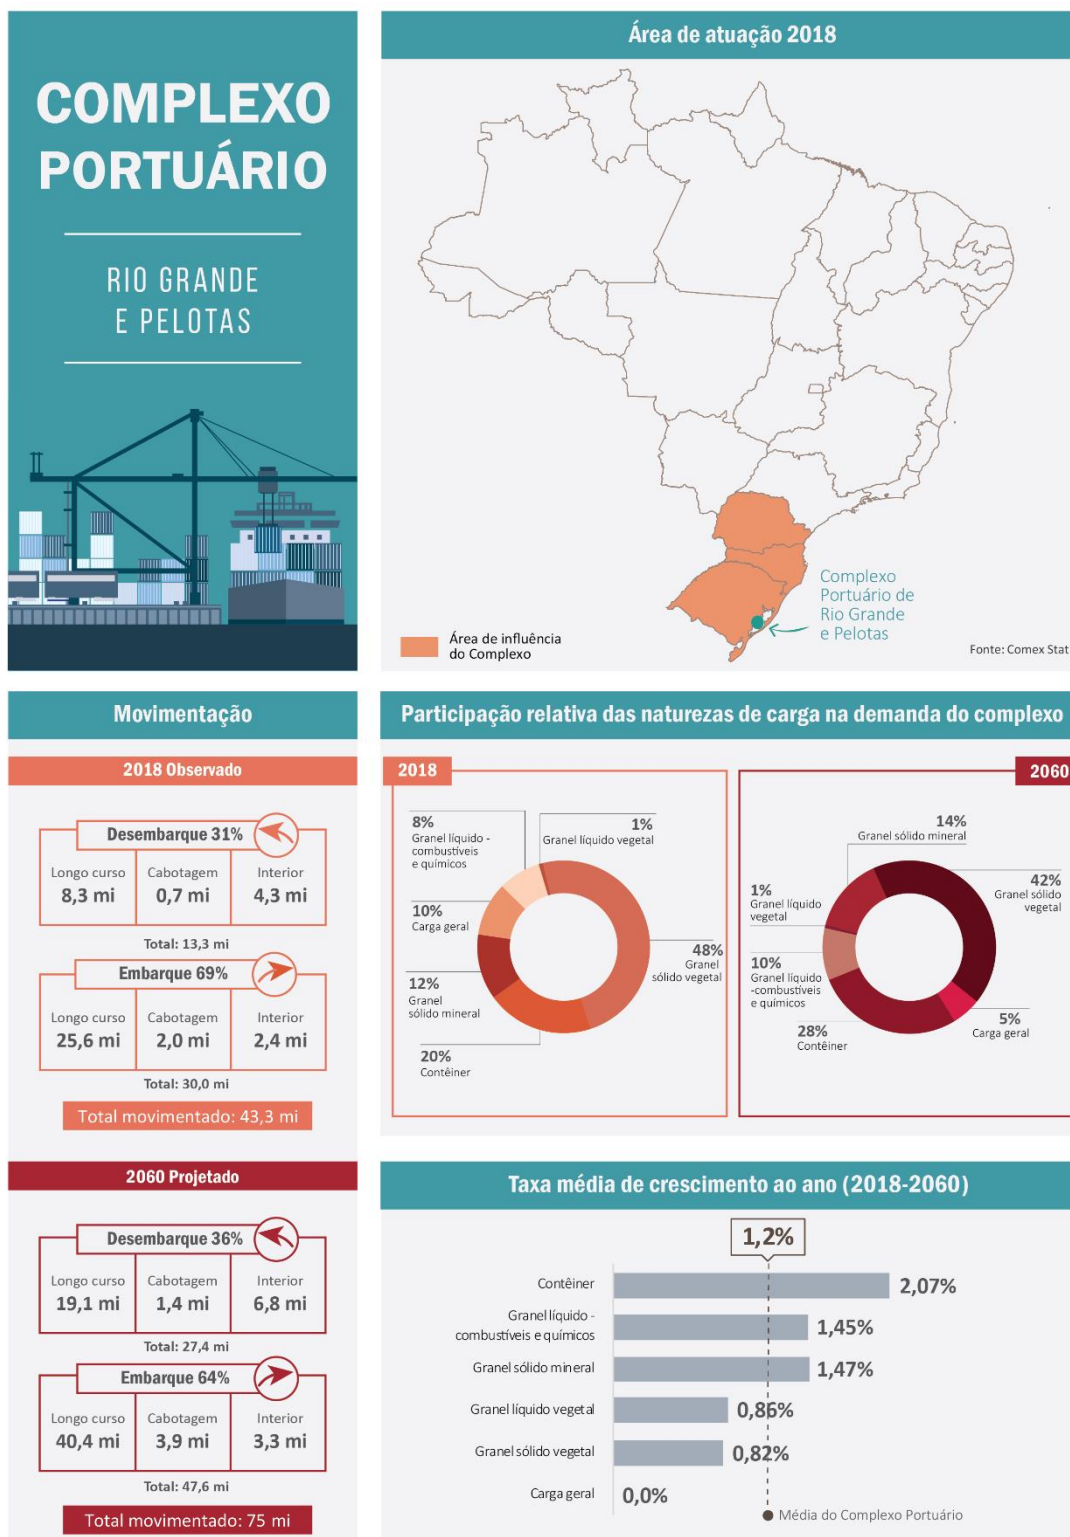 COMPLEXO
PORTUÁRIO
RIO GRANDE
E PELOTAS
Área de atuação 2018
Complexo
Portuário de
Rio Grande
e Pelotas
Área de influência
do Complexo
Fonte: Comex Stat
Movimentação
2018 Observado
Desembarque 31%
Longo curso
8,3 mi
Cabotagem
0,7 mi
Interior
4,3 mi
Total: 13,3 mi
Embarque 69%
Longo curso
25,6 mi
Cabotagem
2,0 mi
Interior
2,4 mi
Total: 30,0 mi
Total movimentado: 43,3 mi
2060 Projetado
Desembarque 36%
Longo curso
19,1 mi
Cabotagem
1,4 mi
Interior
6,8 mi
Total: 27,4 mi
Embarque 64%
Longo curso
40,4 mi
Cabotagem
3,9 mi
Interior
3,3 mi
Total: 47,6 mi
Total movimentado: 75 mi
Participação relativa das naturezas de carga na demanda do complexo
2018
8%
Granel líquido -
combustíveis
e químicos
1%
Granel líquido vegetal
10%
Carga geral
48%
Granel
sólido vegetal
12%
Granel
sólido mineral
20%
Contêiner
2060
14%
Granel sólido mineral
42%
Granel sólido
vegetal
1%
Granel líquido
vegetal
10%
Granel líquido
-combustíveis
e químicos
5%
Carga geral
28%
Contêiner
Taxa média de crescimento ao ano (2018-2060)
1,2%
Contêiner
2,07%
Granel líquido -
combustíveis e químicos
1,45%
Granel sólido mineral
1,47%
Granel líquido vegetal
0,86%
Granel sólido vegetal
0,82%
Carga geral
0,0%
Média do Complexo Portuário